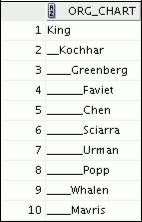 ORG_CHART
1 King
2 __Kochhar
3 ____Greenberg
4 ______Faviet
5 ______Chen
6 ______Sciarra
7 ______Urman
8 ______Popp
9 ____Whalen
10 ____Mavris